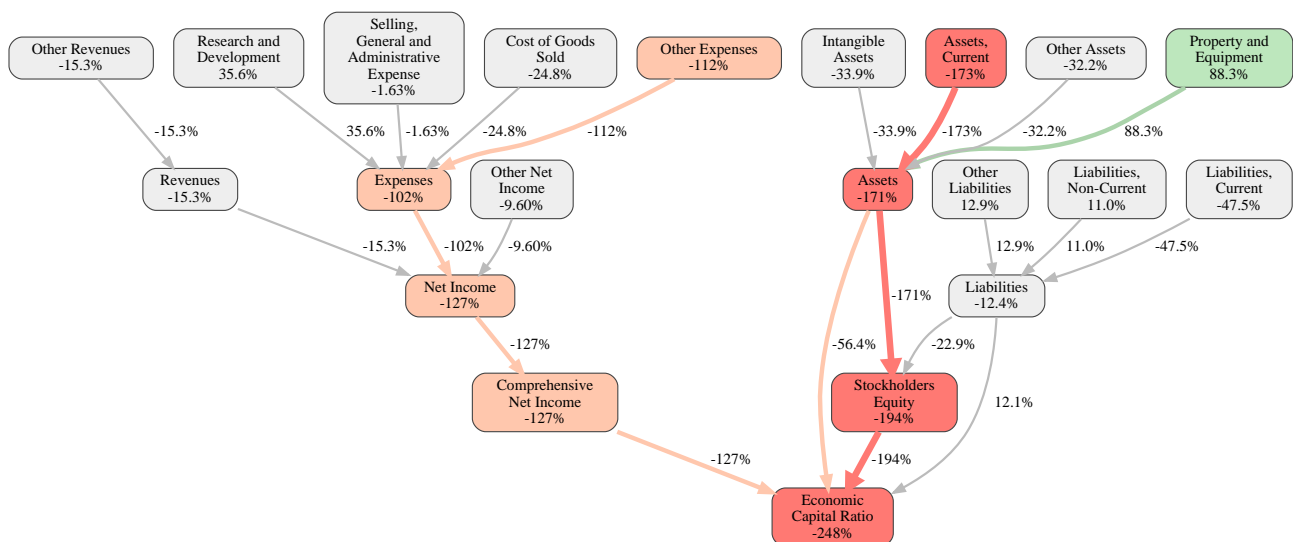 Other Revenues
-15.3%
Research and
Development
35.6%
Selling,
General and
Administrative
Expense
-1.63%
Cost of Goods
Sold
-24.8%
Other Expenses
-112%
Intangible
Assets
-33.9%
Assets,
Current
-173%
Other Assets
-32.2%
Property and
Equipment
88.3%
-15.3%
35.6%
-1.63%
-24.8%
-112%
-33.9%
-173%
-32.2%
88.3%
Revenues
-15.3%
Expenses
-102%
Other Net
Income
-9.60%
Assets
-171%
Other
Liabilities
12.9%
Liabilities,
Non-Current
11.0%
Liabilities,
Current
-47.5%
-15.3%
-102%
-9.60%
12.9%
11.0%
-47.5%
Net Income
-127%
-171%
Liabilities
-12.4%
-127%
-56.4%
-22.9%
Comprehensive
Net Income
-127%
Stockholders
Equity
-194%
12.1%
-127%
-194%
Economic
Capital Ratio
-248%